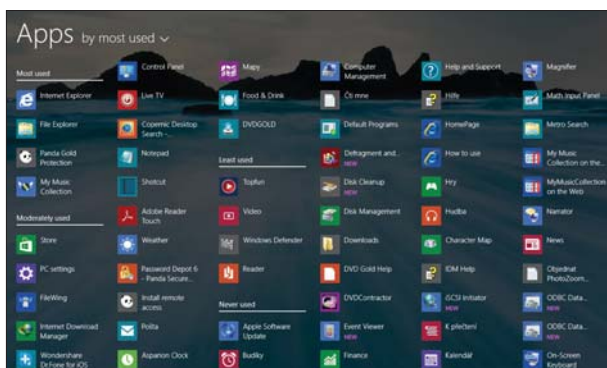 Apps by most used
Most used
Internet Explorer
File Explorer
Panda Gold
Protection
My Music
Collection
Moderately used
Store
PC settings
FileWing
Internet Download
Manager
Wondershare
Dr.Fone for iOS
Control Panel
Live TV
Copernic Desktop
Search -...
Notepad
Shotcut
Adobe Reader
Touch
Weather
Password Depot 6
- Panda Secure...
Install remote
access
Pošta
Asparion Clock
Mapy
Food & Drink
DVDGOLD
Least used
Topfun
Video
Windows Defender
Reader
Never used
Apple Software
Update
Budíky
Computer
Management
Čti mne
Default Programs
Defragment and...
NEW
Disk Cleanup
NEW
Disk Management
Downloads
DVD Gold Help
DVDContractor
Event Viewer
NEW
Finance
Help and Support
Hilfe
HomePage
How to use
Hry
Hudba
Character Map
IDM Help
iSCSI Initiator
NEW
K přečtení
Kalendář
Magnifier
Math Input Panel
Metro Search
My Music
Collection on the...
MyMusicCollection
on the Web
Narrator
News
Objednat
PhotoZoom...
ODBC Data...
NEW
ODBC Data...
NEW
On-Screen
Keyboard